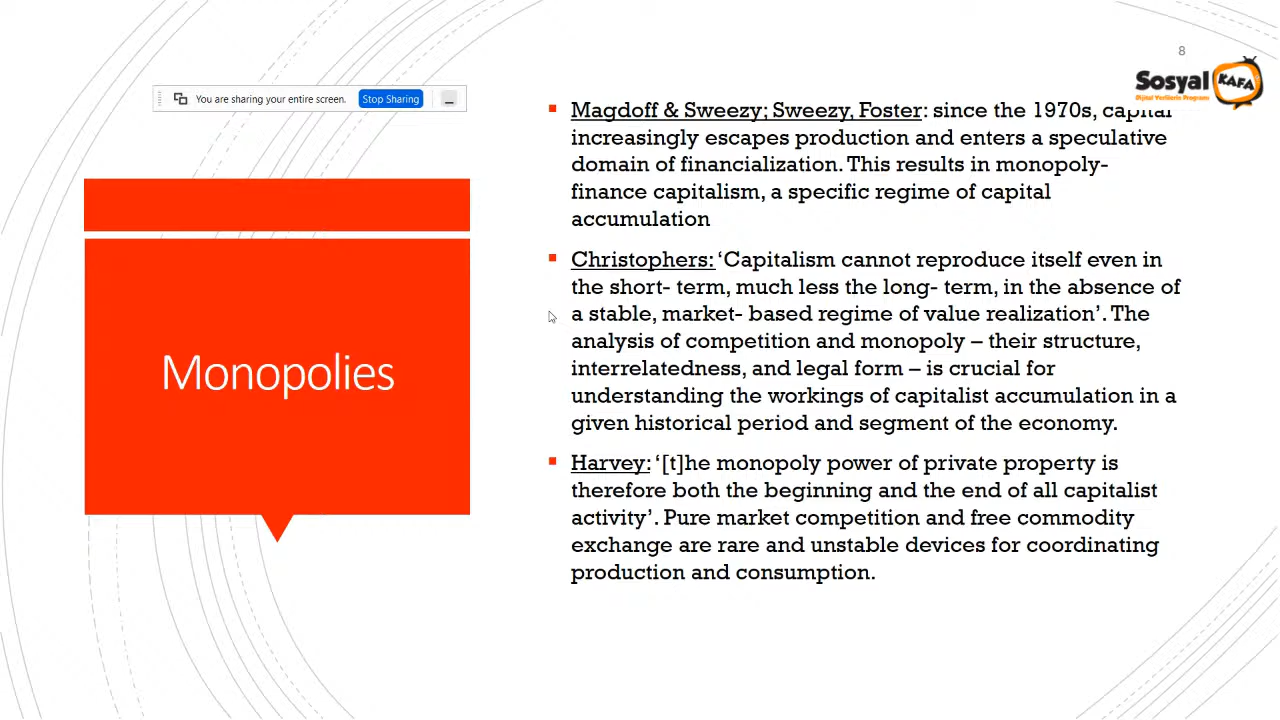 8
Sosyal KAFA
You are sharing your entire screen. Stop Sharing
Magdoff & Sweezy; Sweezy, Foster: since the 1970s, capital
increasingly escapes production and enters a speculative
domain of financialization. This results in monopoly-
finance capitalism, a specific regime of capital
accumulation
Monopolies
Christophers: ‘Capitalism cannot reproduce itself even in
the short- term, much less the long- term, in the absence of
a stable, market- based regime of value realization’. The
analysis of competition and monopoly – their structure,
interrelatedness, and legal form – is crucial for
understanding the workings of capitalist accumulation in a
given historical period and segment of the economy.
Harvey: ‘[t]he monopoly power of private property is
therefore both the beginning and the end of all capitalist
activity’. Pure market competition and free commodity
exchange are rare and unstable devices for coordinating
production and consumption.